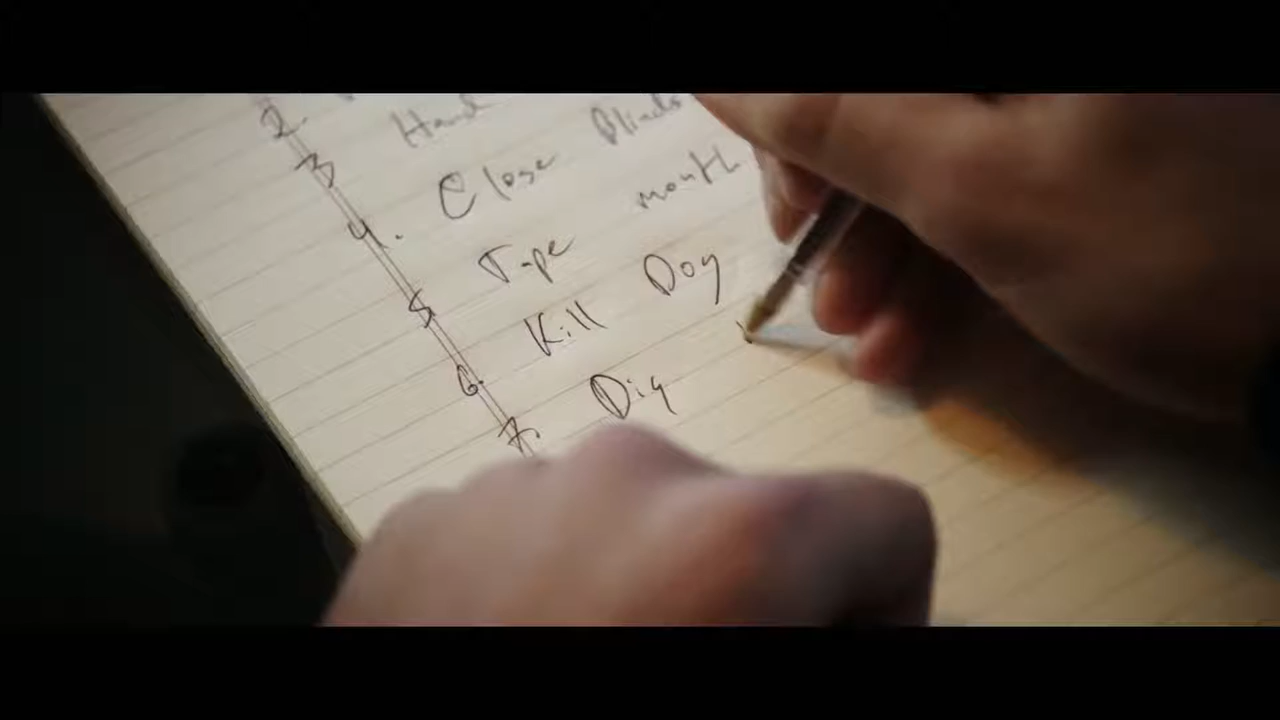 2.
3 Hand
4. Close Blinds
5 Tape mouth
6. Kill Dog
7. Dig